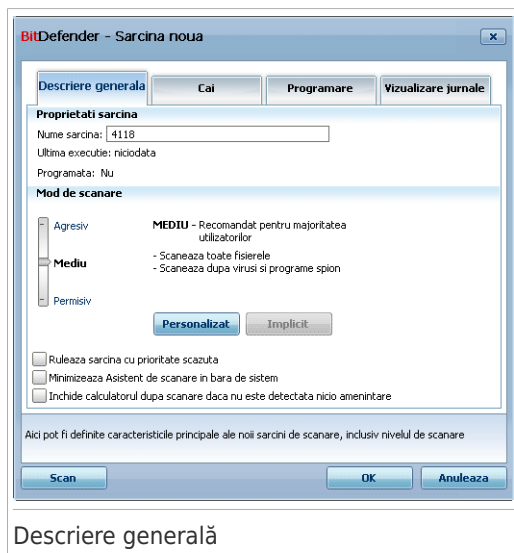 BitDefender - Sarcina noua
Descriere generala
Cai
Programare
Vizualizare jurnale
Proprietati sarcina
Nume sarcina: 4118
Ultima executie: niciodata
Programata: Nu
Mod de scanare
Agresiv
Mediu
Permisiv
MEDIU - Recomandat pentru majoritatea
utilizatorilor
- Scaneaza toate fisierele
- Scaneaza dupa virusi si programe spion
Personalizat
Implicit
Ruleaza sarcina cu prioritate scazuta
Minimizeaza Asistent de scanare in bara de sistem
Inchide calculatorul dupa scanare daca nu este detectata nicio amenintare
Aici pot fi definite caracteristicile principale ale noii sarcini de scanare, inclusiv nivelul de scanare
Scan
OK
Anuleaza
Descriere generală